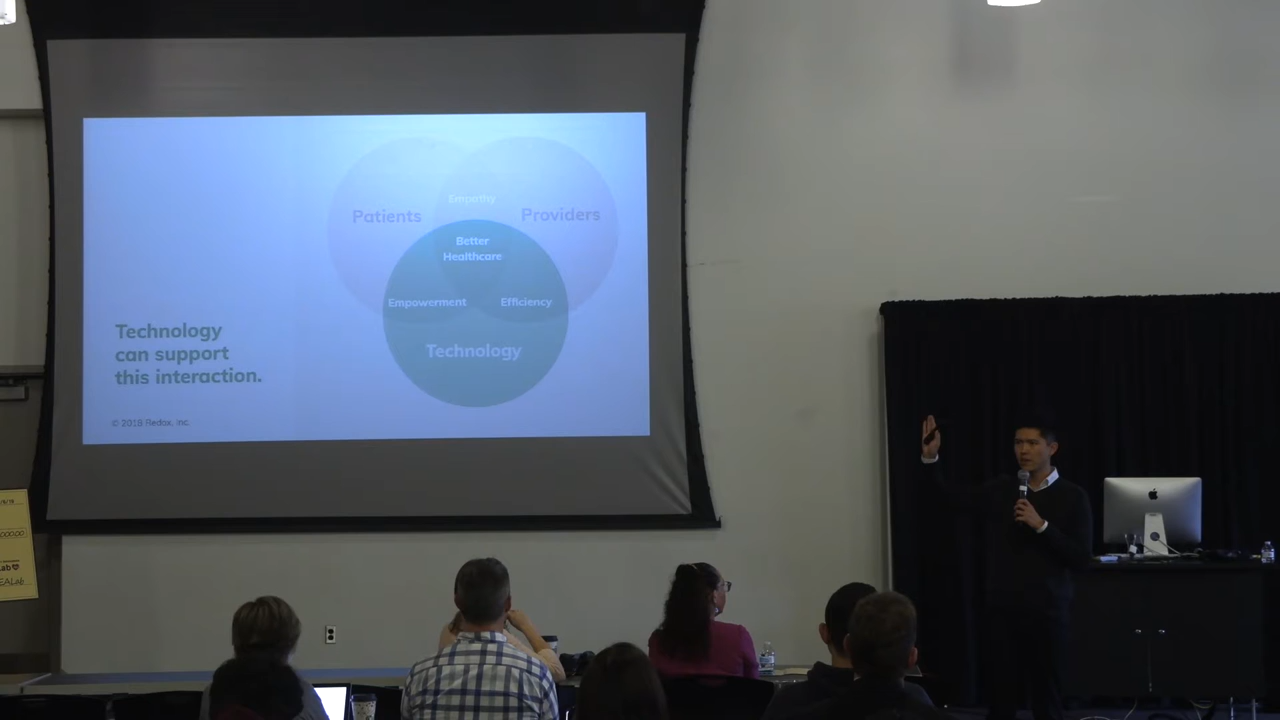 Empathy
Patients
Providers
Better
Healthcare
Empowerment
Efficiency
Technology
Technology
can support
this interaction.
© 2018 Redox, Inc.